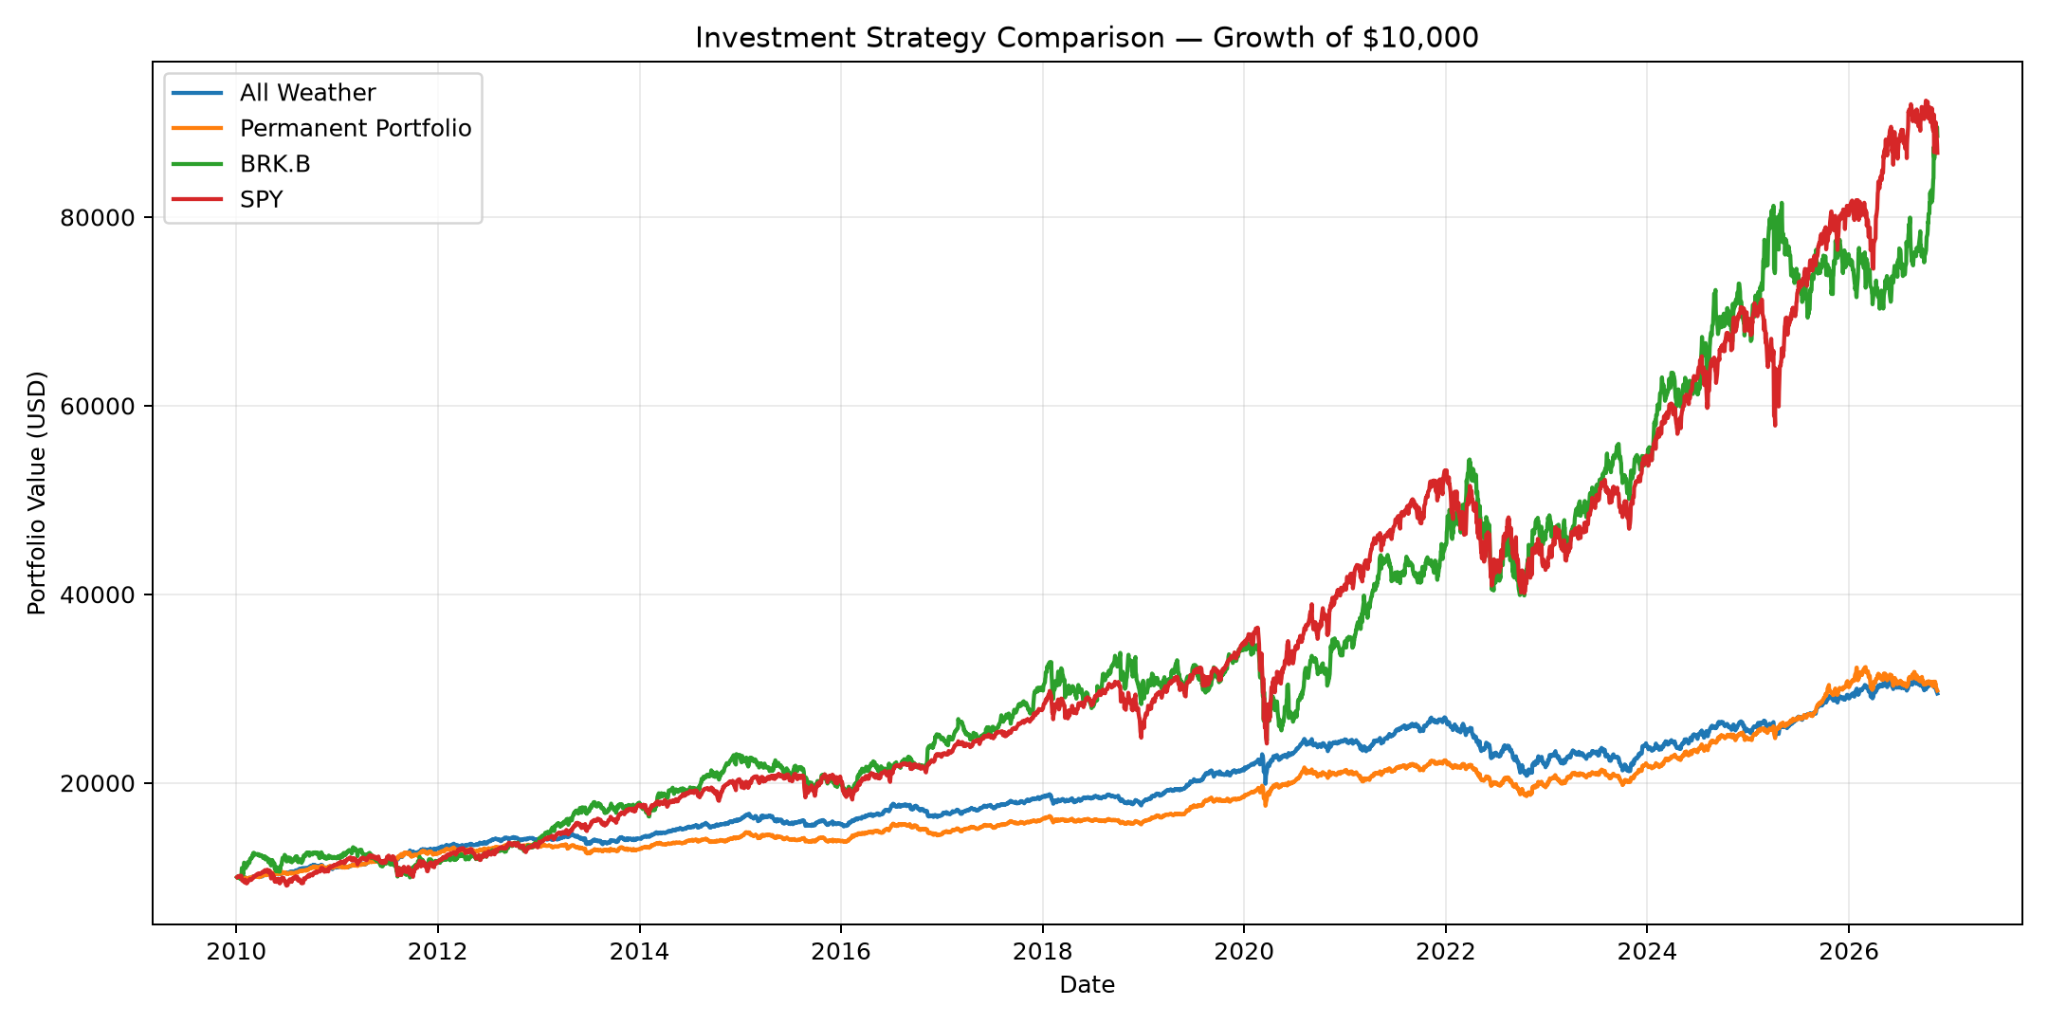 Investment Strategy Comparison — Growth of $10,000
All Weather
Permanent Portfolio
BRK.B
SPY
Portfolio Value (USD)
80000
60000
40000
20000
2010 2012 2014 2016 2018 2020 2022 2024 2026
Date